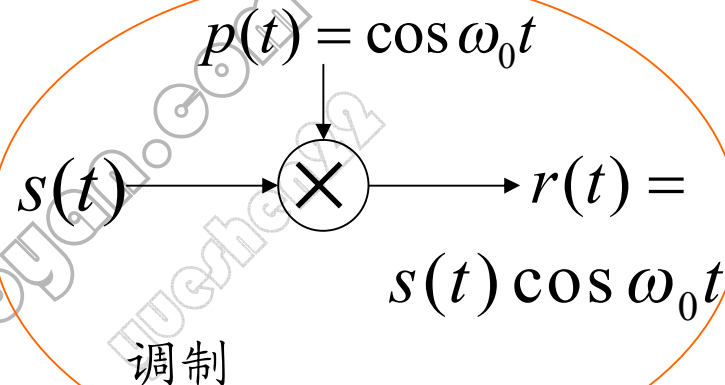 p(t) = cos ω₀t
s(t) × r(t) =
s(t) cos ω₀t
调制